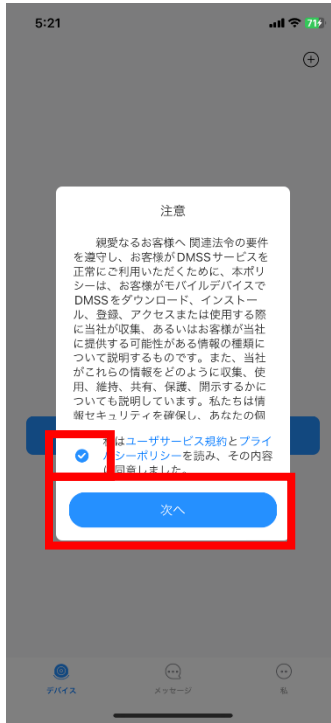 5:21
71
注意
親愛なるお客様へ 関連法令の要件
を遵守し、お客様がDMSSサービスを
正常にご利用いただくために、本ポリ
シーは、お客様がモバイルデバイスで
DMSSをダウンロード、インストー
ル、登録、アクセスまたは使用する際
に当社が収集、あるいはお客様が当社
に提供する可能性がある情報の種類に
ついて説明するものです。また、当社
がこれらの情報をどのように収集、使
用、維持、共有、保護、開示するかに
ついても説明しています。私たちは情
報セキュリティを確保し、あなたの個
はユーザサービス規約とプライ
シーポリシーを読み、その内容
に同意しました。
次へ
デバイス
メッセージ
私